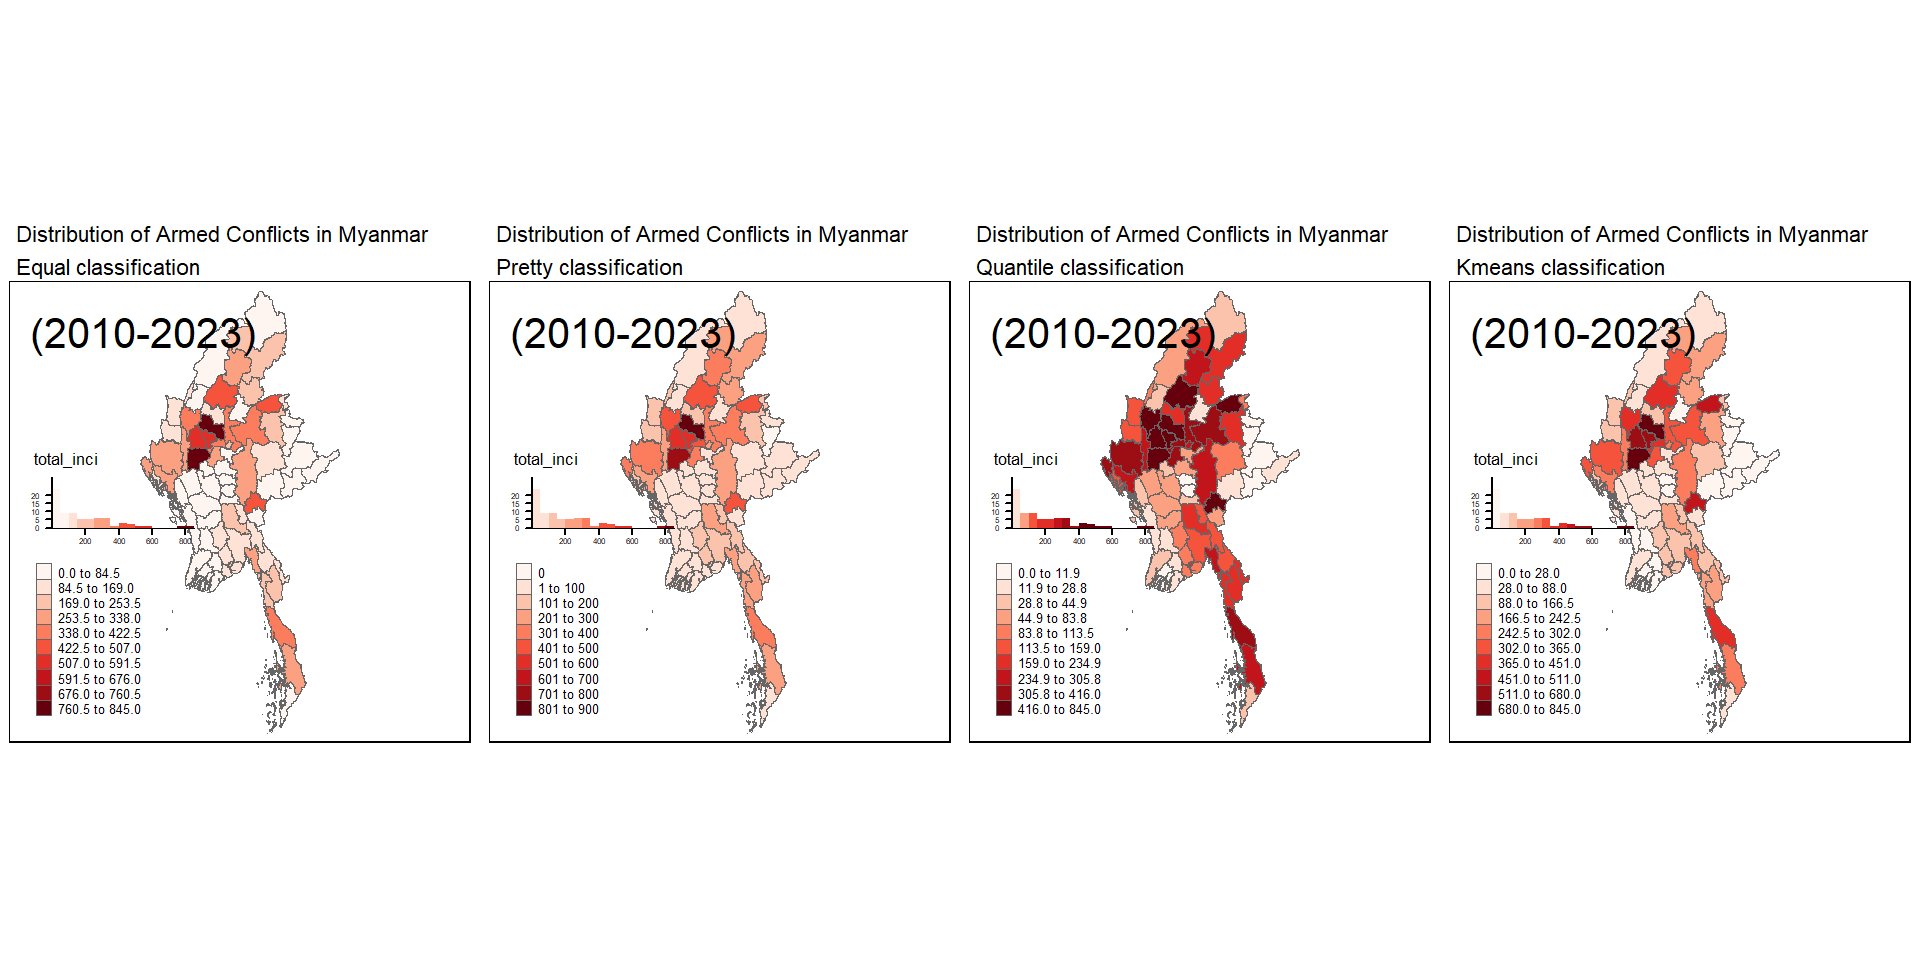 Distribution of Armed Conflicts in Myanmar
Equal classification
(2010-2023)
total_inci
20
15
10
5
0
200 400 600 800
0.0 to 84.5
84.5 to 169.0
169.0 to 253.5
253.5 to 338.0
338.0 to 422.5
422.5 to 507.0
507.0 to 591.5
591.5 to 676.0
676.0 to 760.5
760.5 to 845.0
Distribution of Armed Conflicts in Myanmar
Pretty classification
(2010-2023)
total_inci
20
15
10
5
0
200 400 600 800
0
1 to 100
101 to 200
201 to 300
301 to 400
401 to 500
501 to 600
601 to 700
701 to 800
801 to 900
Distribution of Armed Conflicts in Myanmar
Quantile classification
(2010-2023)
total_inci
20
15
10
5
0
200 400 600 800
0.0 to 11.9
11.9 to 28.8
28.8 to 44.9
44.9 to 83.8
83.8 to 113.5
113.5 to 159.0
159.0 to 234.9
234.9 to 305.8
305.8 to 416.0
416.0 to 845.0
Distribution of Armed Conflicts in Myanmar
Kmeans classification
(2010-2023)
total_inci
20
15
10
5
0
200 400 600 800
0.0 to 28.0
28.0 to 88.0
88.0 to 166.5
166.5 to 242.5
242.5 to 302.0
302.0 to 365.0
365.0 to 451.0
451.0 to 511.0
511.0 to 680.0
680.0 to 845.0